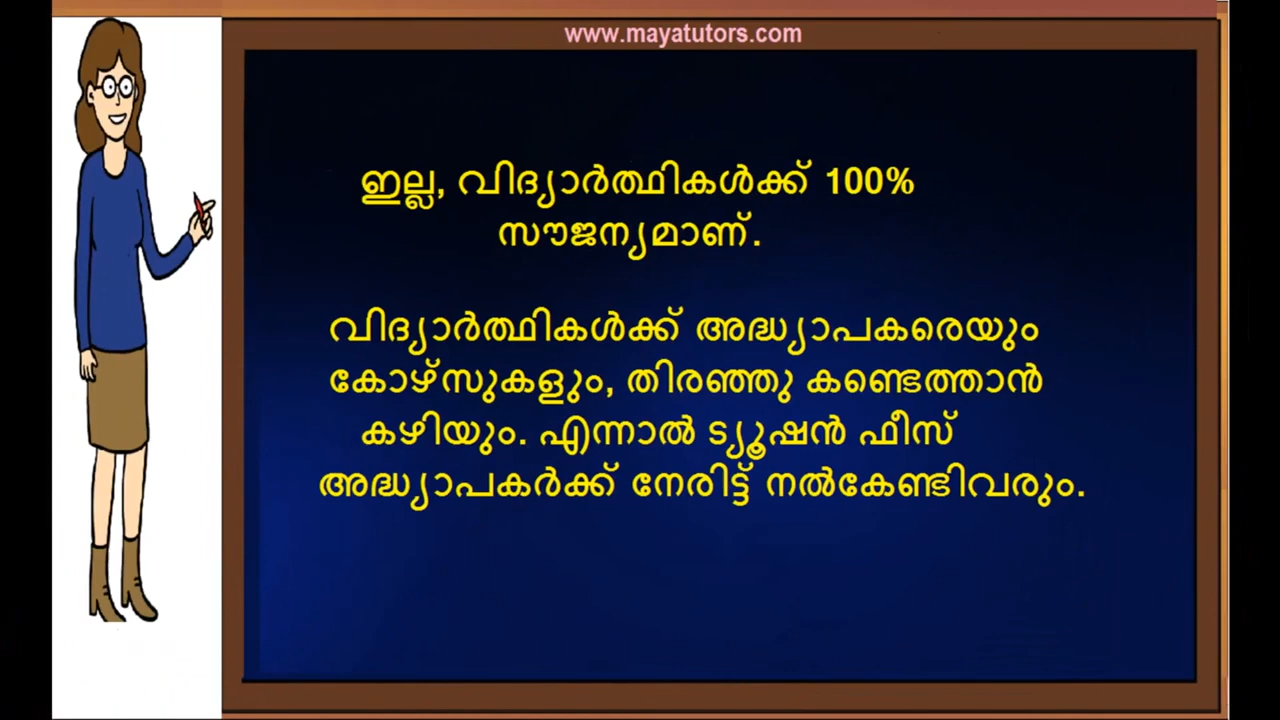 www.mayatutors.com
ഇല്ല, വിദ്യാർത്ഥികൾക്ക് 100%
സൗജന്യമാണ്.
വിദ്യാർത്ഥികൾക്ക് അദ്ധ്യാപകരെയും
കോഴ്സുകളും, തിരഞ്ഞു കണ്ടെത്താൻ
കഴിയും. എന്നാൽ ട്യൂഷൻ ഫീസ്
അദ്ധ്യാപകർക്ക് നേരിട്ട് നൽകേണ്ടിവരും.